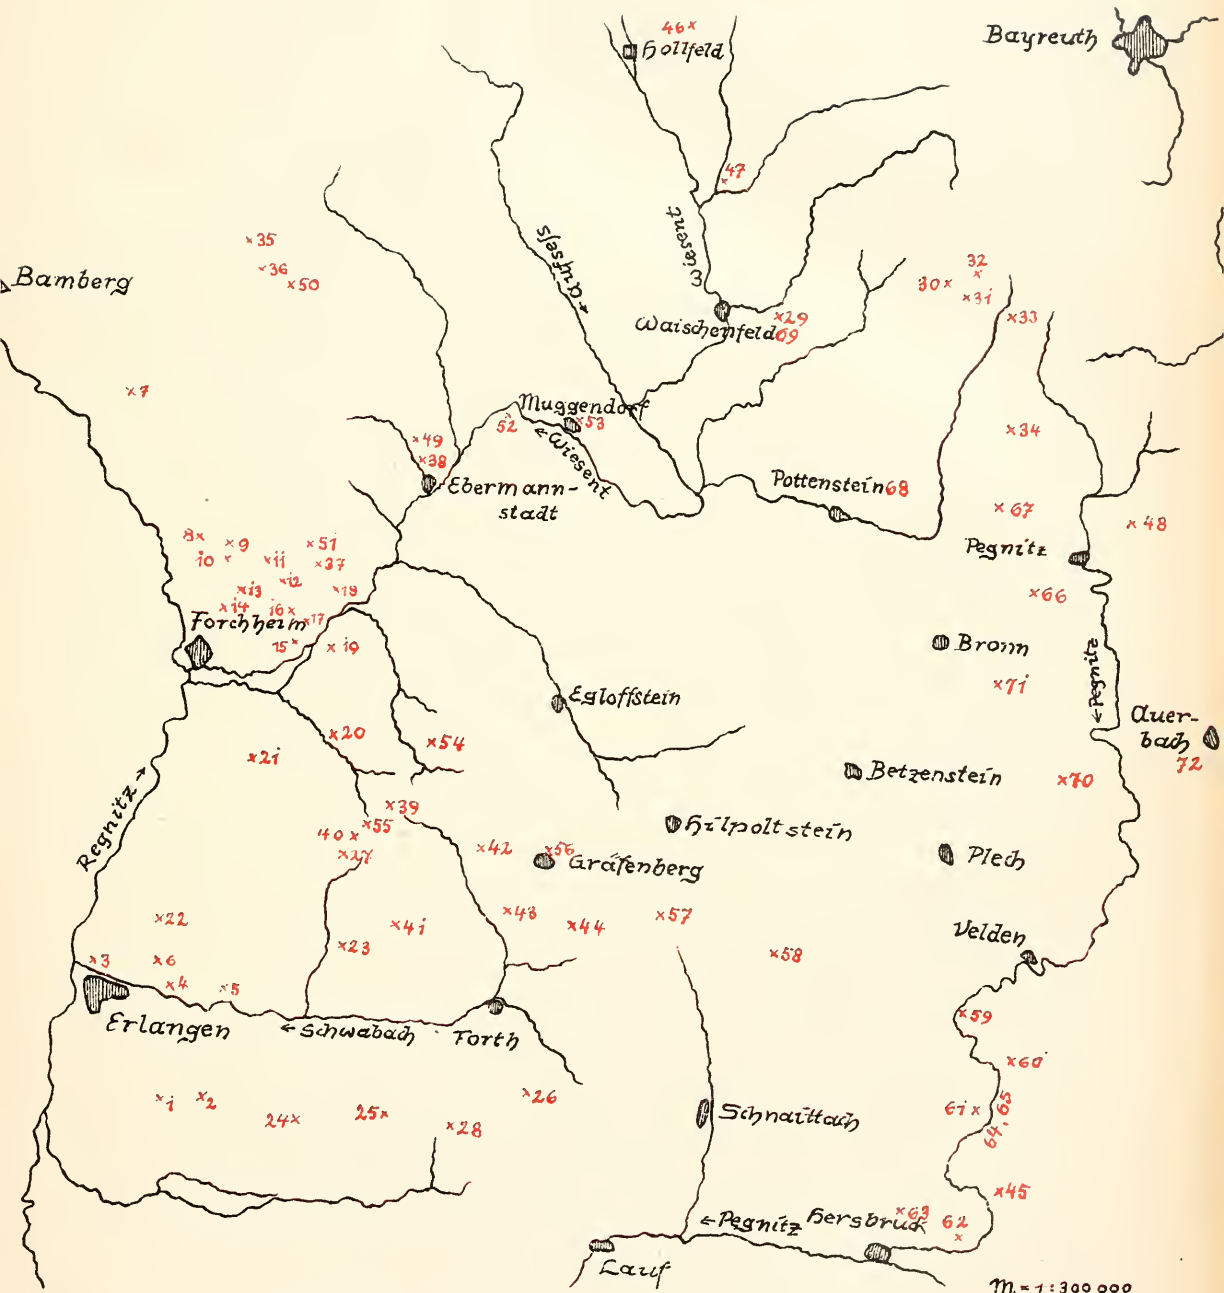 46
Hollfeld
Bayreuth
47
Wiesent
Aufseß
35
36
50
Bamberg
32
30
31
33
29
Waischenfeld
69
7
Muggendorf
52
53
49
38
Wiesent
34
Ebermann-
stadt
Pottenstein
68
67
48
8
9
51
10
11
37
Pegnitz
12
13
18
66
14
16
17
Forchheim
15
19
Bronn
Pegnitz
71
Egloffstein
Auer-
bach
72
20
54
21
Betzenstein
70
Regnitz
39
55
40
27
42
56
Gräfenberg
Hilpoltstein
Plech
22
43
44
57
41
23
Velden
58
3
6
4
5
Erlangen
Schwabach
Forth
59
60
1
2
24
25
26
28
Schnaittach
61
64, 65
45
63
62
Pegnitz
Hersbruck
Lauf
M = 1:300 000